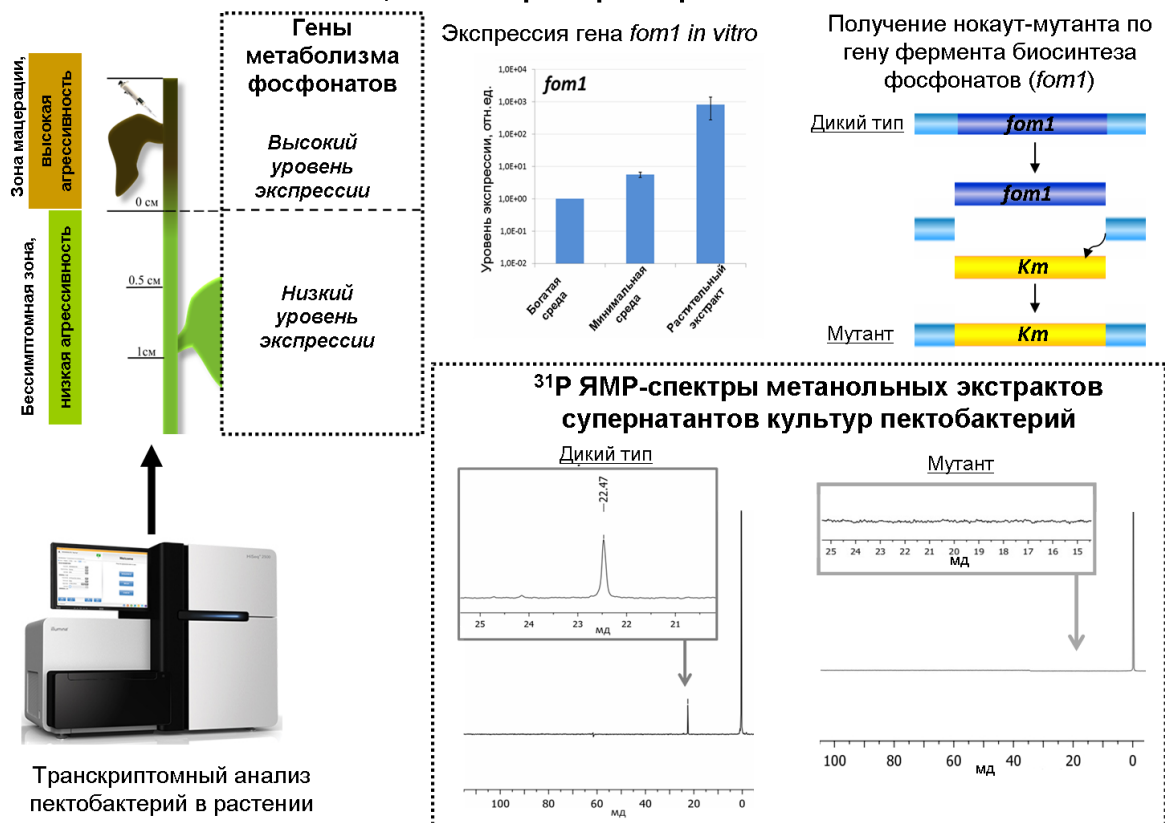 Зона мацерации,
высокая
агрессивность
Бессимптомная зона,
низкая агрессивность
0 см
0.5 см
1см
Гены
метаболизма
фосфонатов
Высокий
уровень
экспрессии
Низкий
уровень
экспрессии
Экспрессия гена fom1 in vitro
fom1
Уровень экспрессии, отн.ед.
1,0E+04
1,0E+03
1,0E+02
1,0E+01
1,0E+00
1,0E-01
1,0E-02
Богатая
среда
Минимальная
среда
Растительный
экстракт
Получение нокаут-мутанта по
гену фермента биосинтеза
фосфонатов (fom1)
Дикий тип
fom1
fom1
Km
Мутант
Km
31P ЯМР-спектры метанольных экстрактов
супернатантов культур пектобактерий
Дикий тип
22.47
25 24 23 22 21
мд
100 80 60 40 20 0
мд
Мутант
25 24 23 22 21 20 19 18 17 16 15
мд
100 80 60 40 20 0
мд
Транскриптомный анализ
пектобактерий в растении